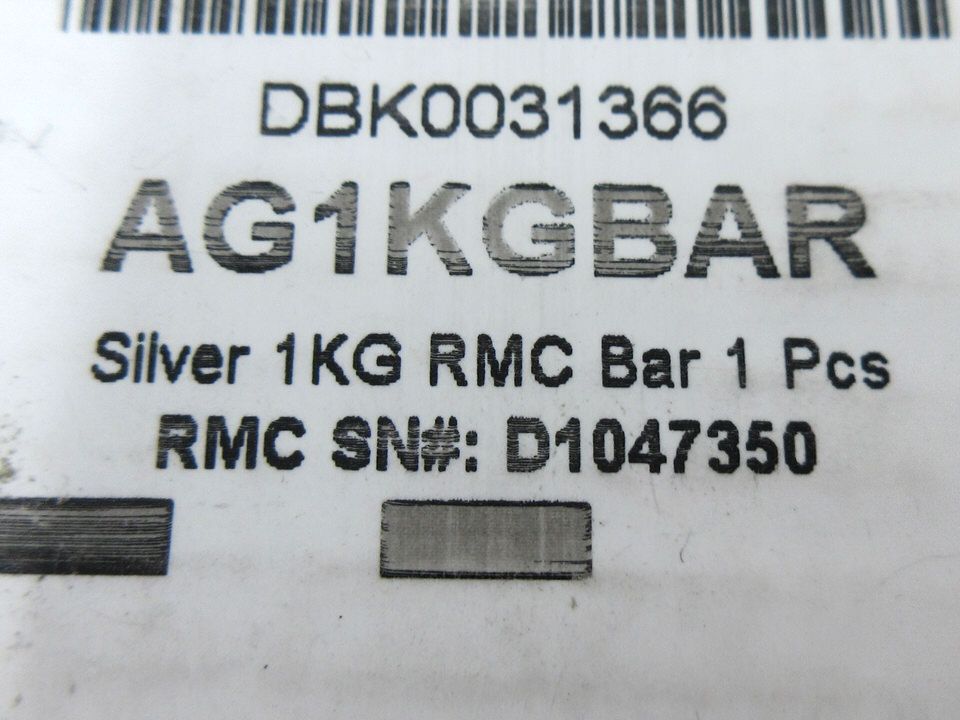 DBK0031366
AG1KGBAR
Silver 1KG RMC Bar 1 Pcs
RMC SN#: D1047350